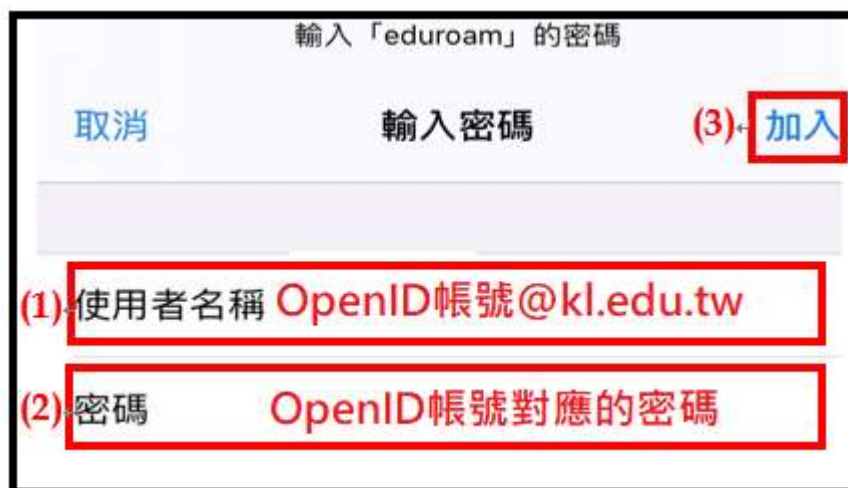 輸入「eduroam」的密碼
取消 輸入密碼 (3) 加入
(1) 使用者名稱 OpenID帳號@kl.edu.tw
(2) 密碼 OpenID帳號對應的密碼